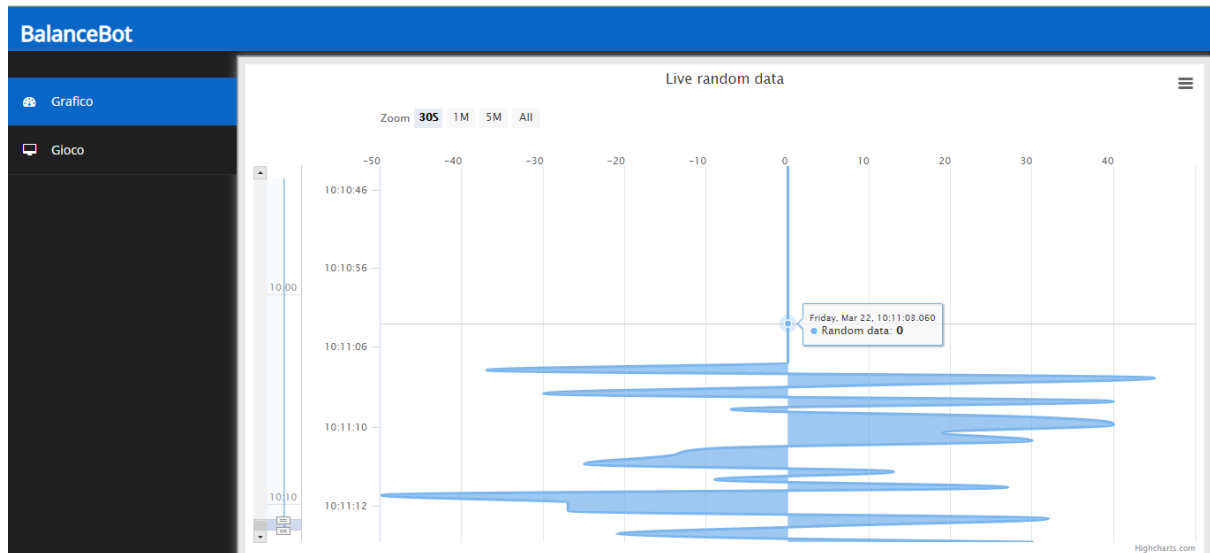 BalanceBot
Grafico
Gioco
Live random data
Zoom 30S 1M 5M All
-50 -40 -30 -20 -10 0 10 20 30 40
10:10:46
10:10:56
10:00
Friday, Mar 22, 10:11:03.060
● Random data: 0
10:11:06
10:11:10
10:10
10:11:12
Highcharts.com